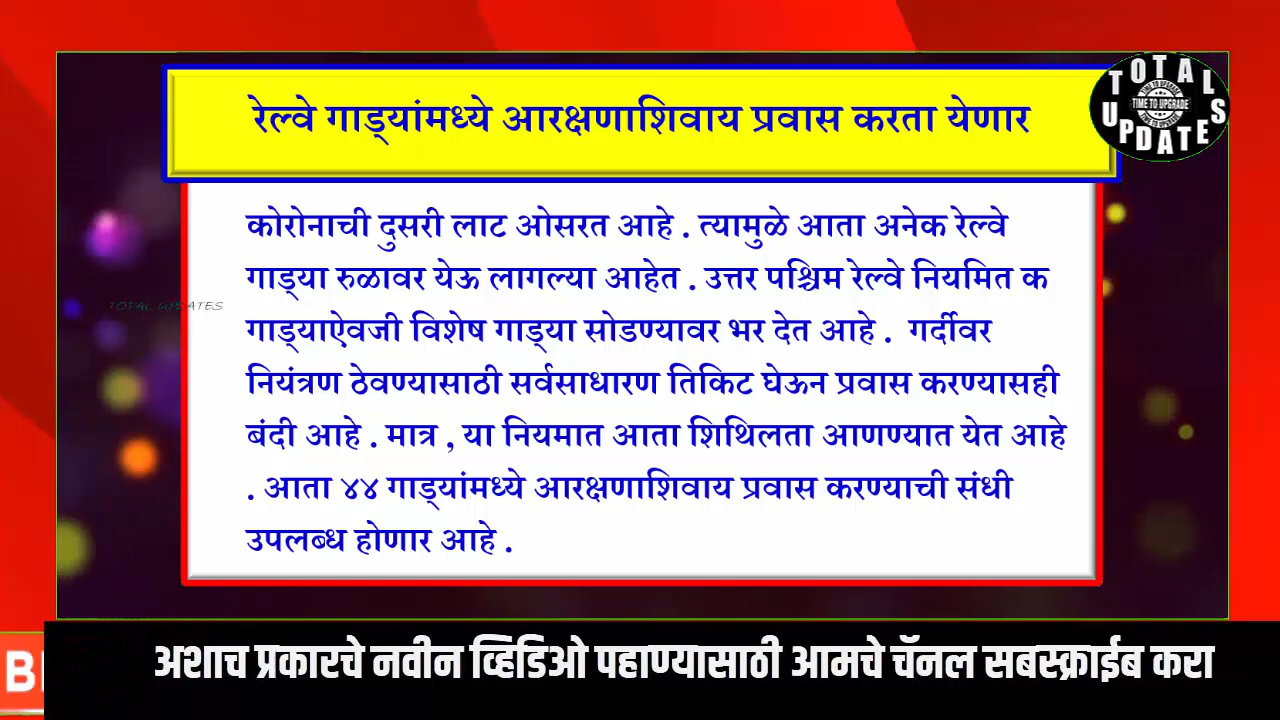 रेल्वे गाड्यांमध्ये आरक्षणाशिवाय प्रवास करता येणार
TOTAL UPDATES
TIME TO UPGRADE
कोरोनाची दुसरी लाट ओसरत आहे . त्यामुळे आता अनेक रेल्वे
गाड्या रुळावर येऊ लागल्या आहेत . उत्तर पश्चिम रेल्वे नियमित क
गाड्याऐवजी विशेष गाड्या सोडण्यावर भर देत आहे . गर्दीवर
नियंत्रण ठेवण्यासाठी सर्वसाधारण तिकिट घेऊन प्रवास करण्यासही
बंदी आहे . मात्र , या नियमात आता शिथिलता आणण्यात येत आहे
. आता ४४ गाड्यांमध्ये आरक्षणाशिवाय प्रवास करण्याची संधी
उपलब्ध होणार आहे .
TOTAL UPDATES
अशाच प्रकारचे नवीन व्हिडिओ पहाण्यासाठी आमचे चॅनल सबस्क्राईब करा